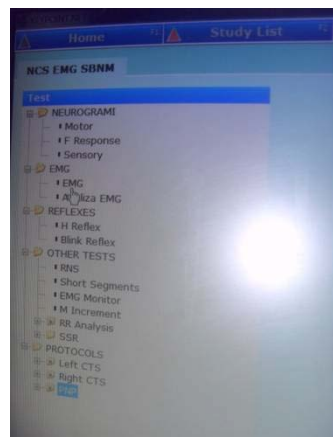 Home
Study List
NCS EMG SBNM
Test
NEUROGRAMI
Motor
F Response
Sensory
EMG
EMG
EMG
REFLEXES
H Reflex
Blink Reflex
OTHER TESTS
RNS
Short Segments
EMG Monitor
M Increment
RR Analysis
SSR
PROTOCOLS
Left CTS
Right CTS
PNP